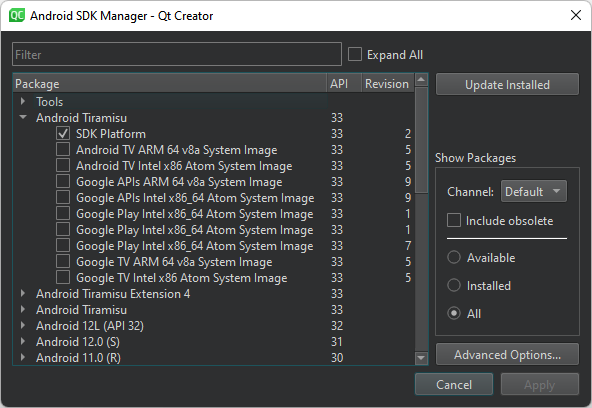 QC Android SDK Manager - Qt Creator
Filter
Expand All
Package API Revision
Tools
Android Tiramisu 33
SDK Platform 33 2
Android TV ARM 64 v8a System Image 33 5
Android TV Intel x86 Atom System Image 33 5
Google APIs ARM 64 v8a System Image 33 9
Google APIs Intel x86_64 Atom System Image 33 9
Google Play Intel x86_64 Atom System Image 33 1
Google Play Intel x86_64 Atom System Image 33 1
Google Play Intel x86_64 Atom System Image 33 7
Google TV ARM 64 v8a System Image 33 5
Google TV Intel x86 Atom System Image 33 5
Android Tiramisu Extension 4 33
Android Tiramisu 33
Android 12L (API 32) 32
Android 12.0 (S) 31
Android 11.0 (R) 30
Update Installed
Show Packages
Channel: Default
Include obsolete
Available
Installed
All
Advanced Options...
Cancel
Apply